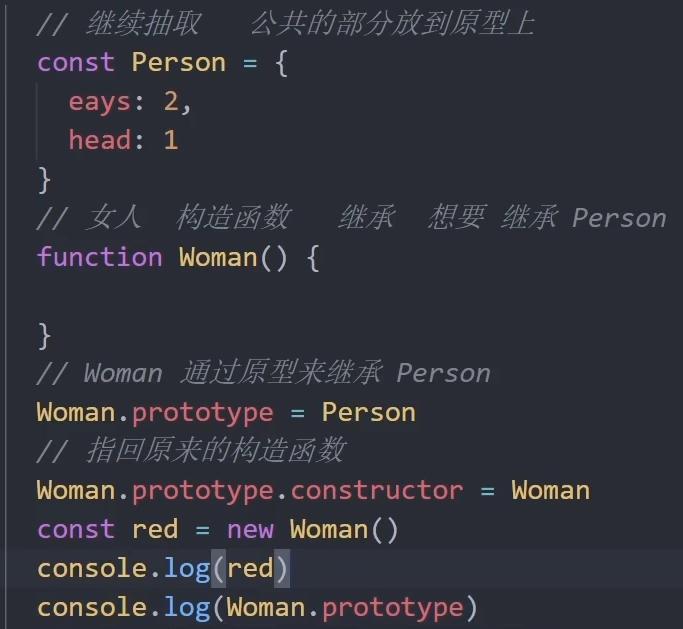 // 继续抽取   公共的部分放到原型上
const Person = {
  eays: 2,
  head: 1
}
// 女人  构造函数   继承  想要 继承 Person
function Woman() {
}
// Woman 通过原型来继承 Person
Woman.prototype = Person
// 指回原来的构造函数
Woman.prototype.constructor = Woman
const red = new Woman()
console.log(red)
console.log(Woman.prototype)